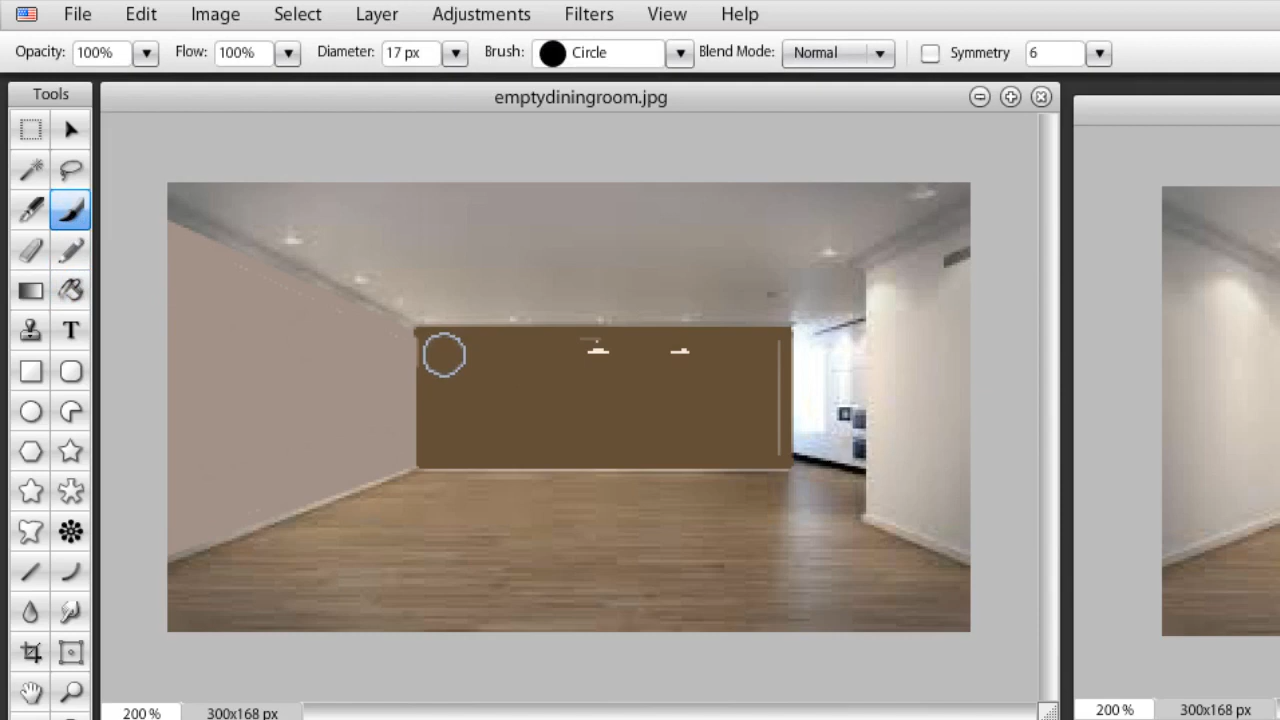 File Edit Image Select Layer Adjustments Filters View Help
Opacity: 100% Flow: 100% Diameter: 17 px Brush: Circle Blend Mode: Normal Symmetry 6
Tools
emptydiningroom.jpg
T
200 % 300x168 px
200 % 300x168 px